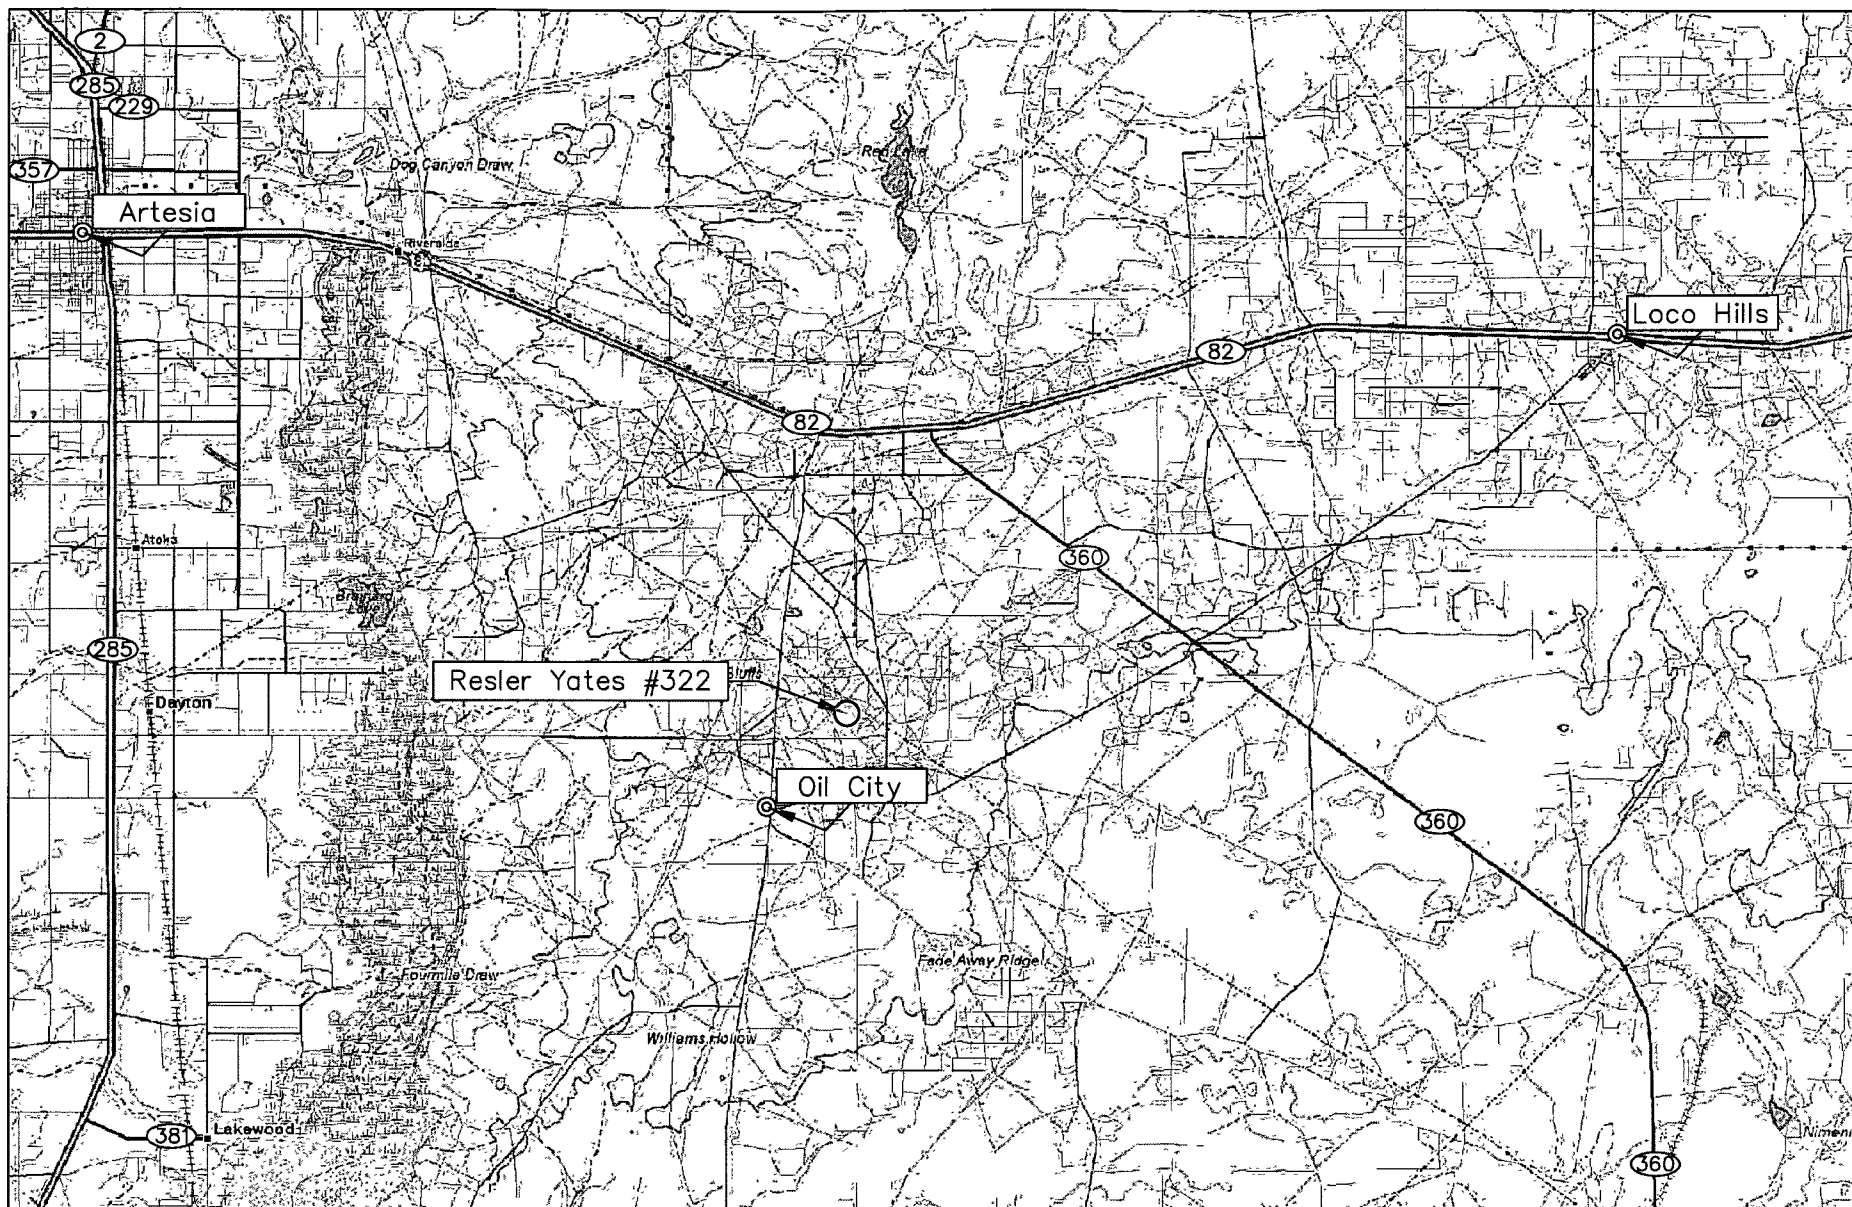 2
285
229
357
Dog Canyon Draw
Artesia
Riverside
Loco Hills
82
82
Atoka
360
285
Resler Yates #322
Bluffs
Dayton
Oil City
360
Fade Away Ridge
Fourmile Draw
Williams Hollow
381
Lakewood
360